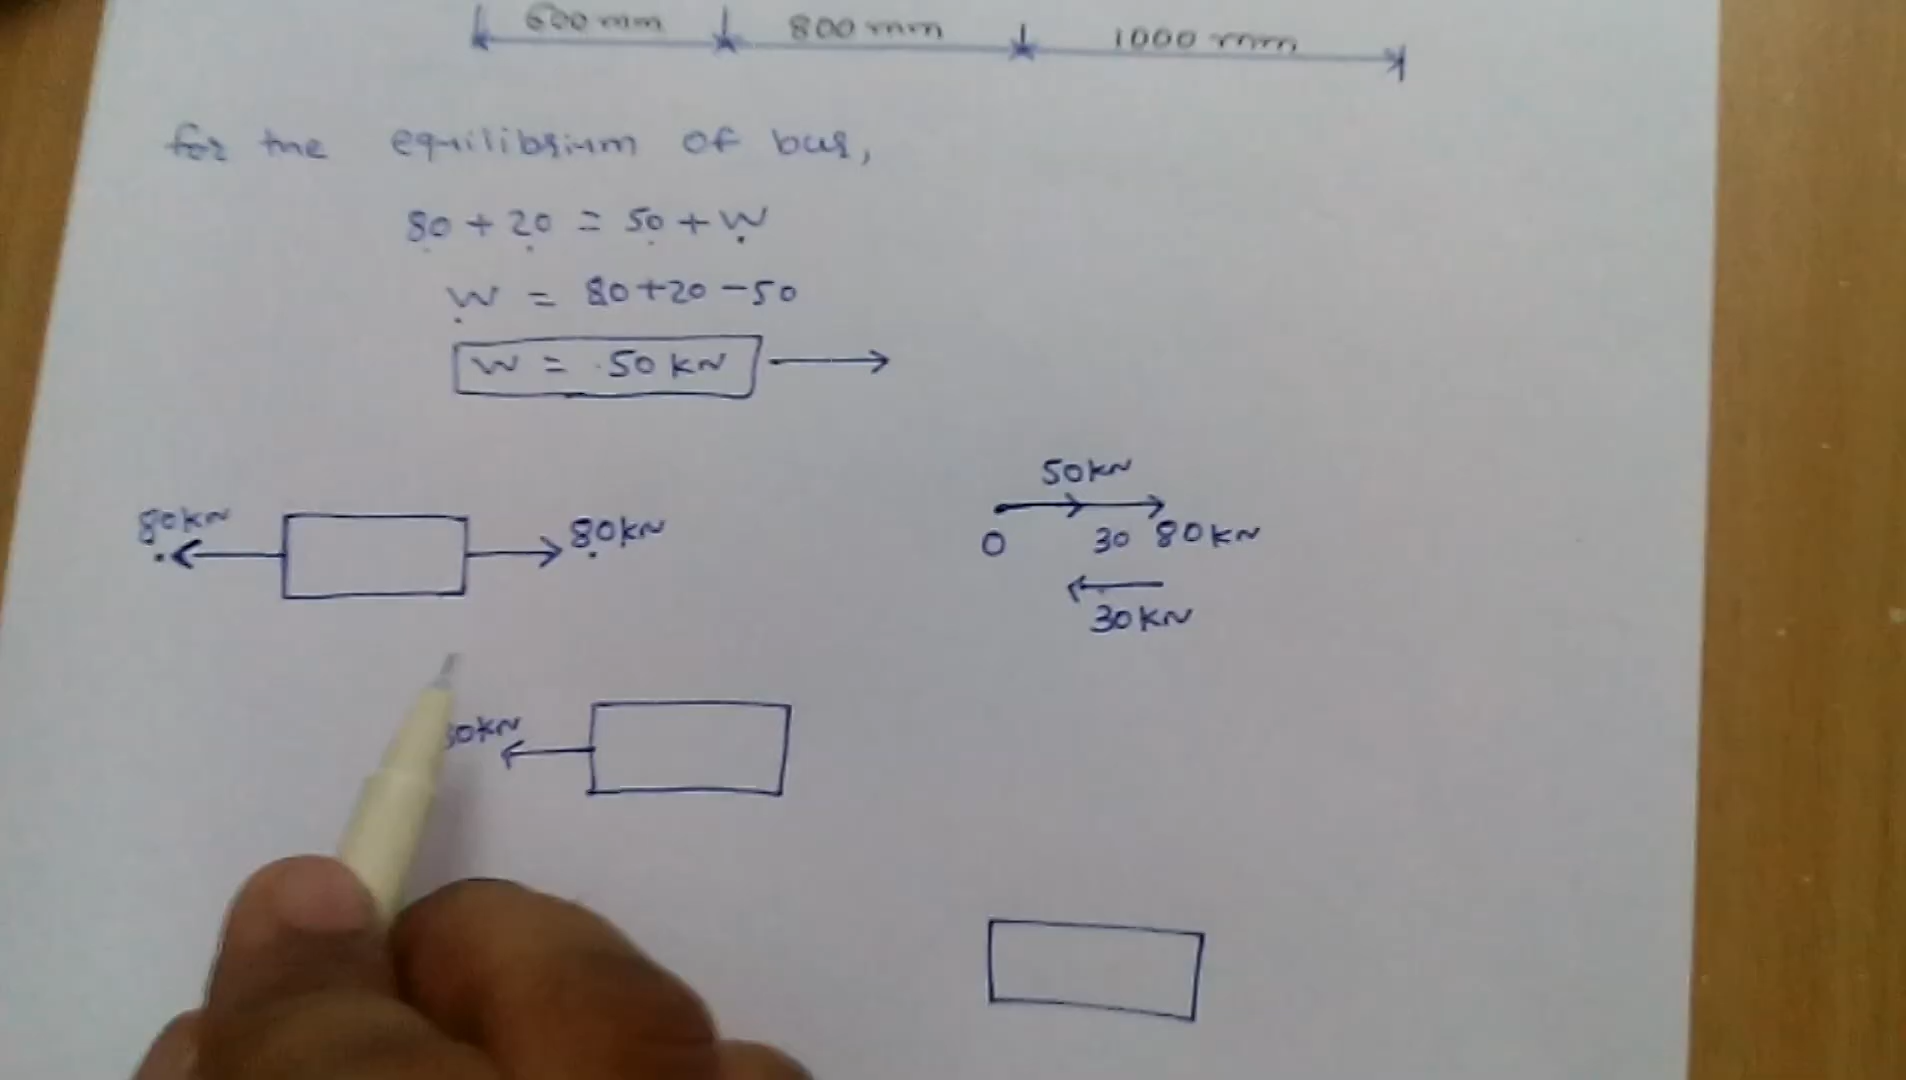 600 mm 800 mm 1000 mm
for the equilibrium of bar,
80 + 20 = 50 + W
W = 80+20-50
W = 50 kN
50kN
80kN 80kN
0 30 80kN
30kN
30kN